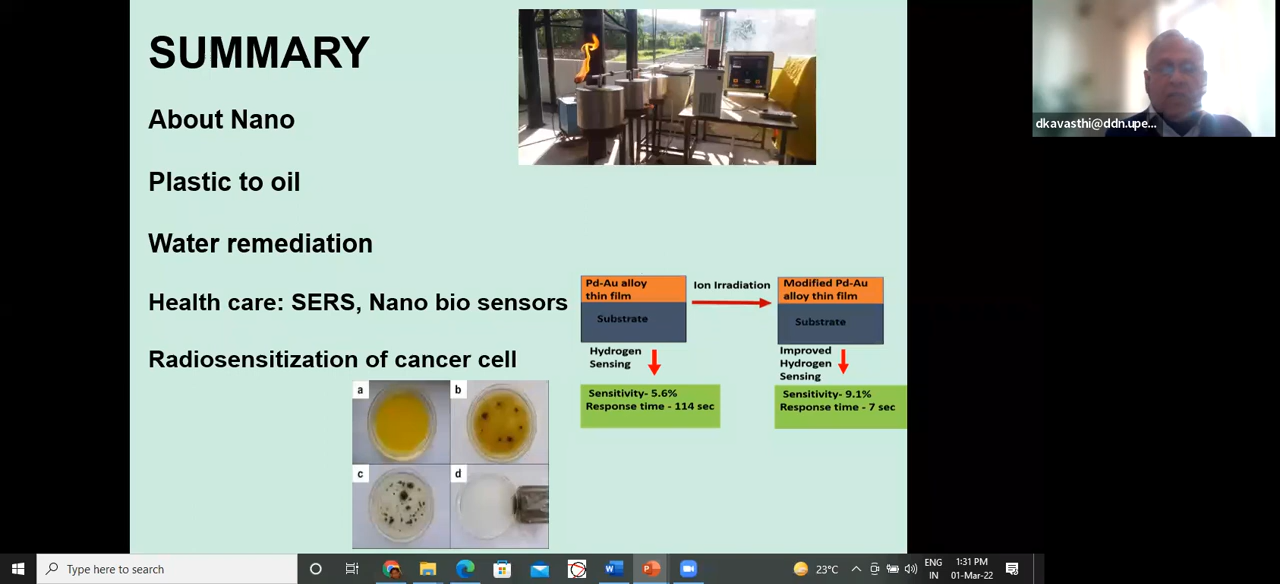 SUMMARY
About Nano
Plastic to oil
Water remediation
Health care: SERS, Nano bio sensors
Radiosensitization of cancer cell
Pd-Au alloy
thin film
Substrate
Ion Irradiation
Modified Pd-Au
alloy thin film
Substrate
Hydrogen
Sensing
Improved
Hydrogen
Sensing
Sensitivity- 5.6%
Response time - 114 sec
Sensitivity- 9.1%
Response time - 7 sec
a
b
c
d
dkavasthi@ddn.upe...
Type here to search
23°C
ENG
IN
1:31 PM
01-Mar-22